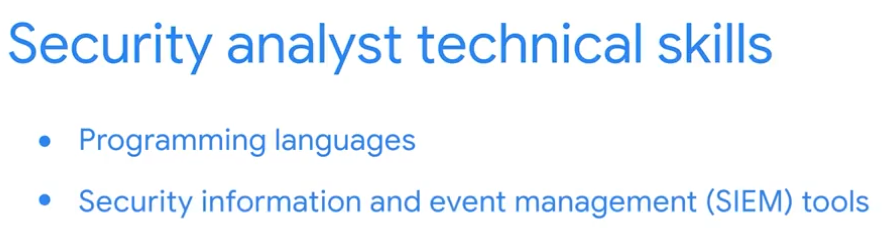 Security analyst technical skills
• Programming languages
• Security information and event management (SIEM) tools